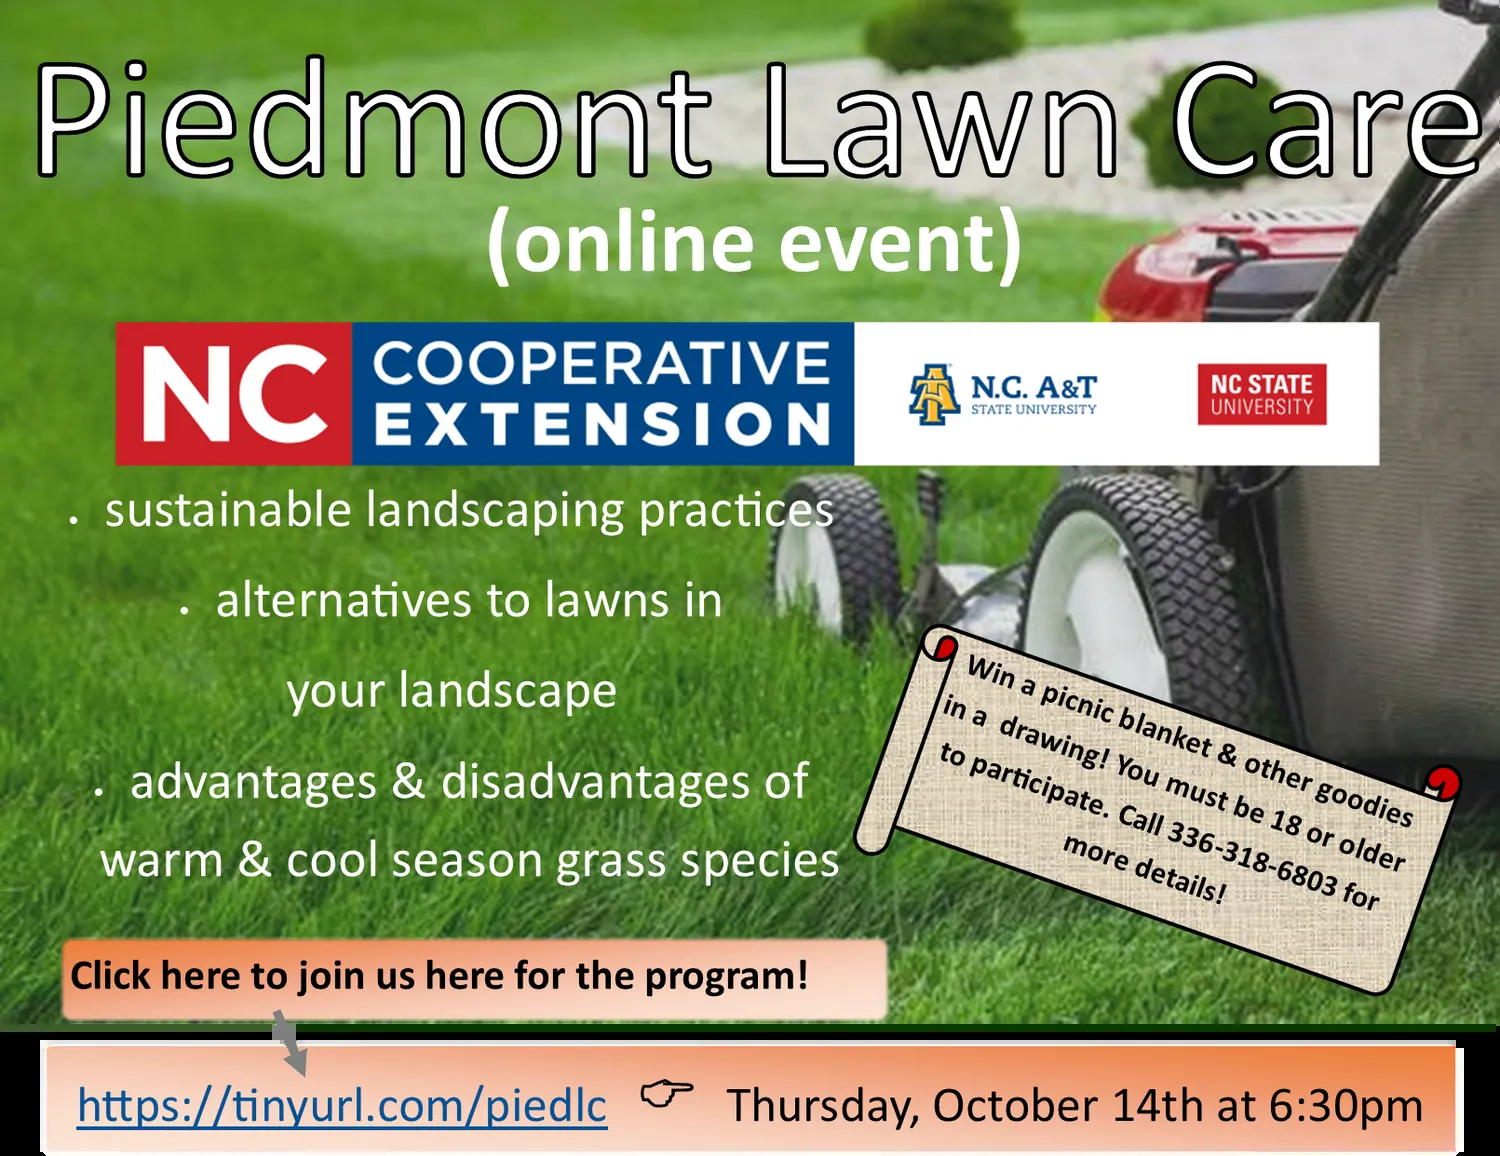 Piedmont Lawn Care
(online event)
NC
COOPERATIVE
EXTENSION
N.C. A&T
STATE UNIVERSITY
NC STATE
UNIVERSITY
• sustainable landscaping practices
• alternatives to lawns in
your landscape
• advantages & disadvantages of
warm & cool season grass species
Win a picnic blanket & other goodies
in a drawing! You must be 18 or older
to participate. Call 336-318-6803 for
more details!
Click here to join us here for the program!
https://tinyurl.com/piedlc
Thursday, October 14th at 6:30pm